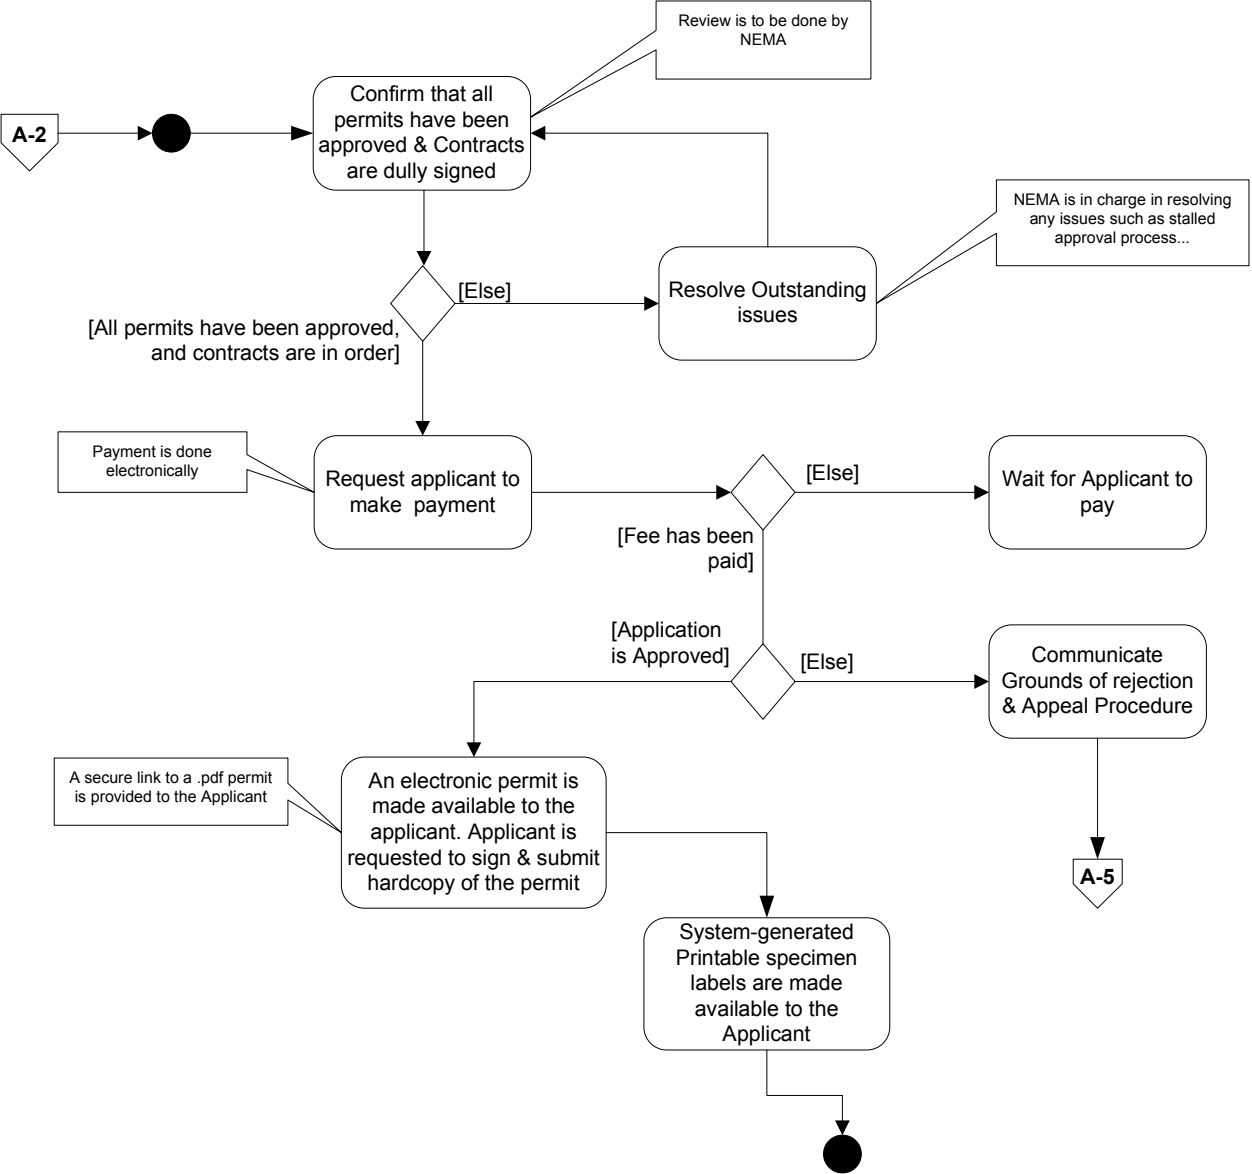 Review is to be done by
NEMA
Confirm that all
permits have been
approved & Contracts
are dully signed
A-2
NEMA is in charge in resolving
any issues such as stalled
approval process...
[Else]
Resolve Outstanding
issues
[All permits have been approved,
and contracts are in order]
Payment is done
electronically
Request applicant to
make payment
[Else]
Wait for Applicant to
pay
[Fee has been
paid]
[Application
is Approved]
[Else]
Communicate
Grounds of rejection
& Appeal Procedure
A secure link to a .pdf permit
is provided to the Applicant
An electronic permit is
made available to the
applicant. Applicant is
requested to sign & submit
hardcopy of the permit
A-5
System-generated
Printable specimen
labels are made
available to the
Applicant